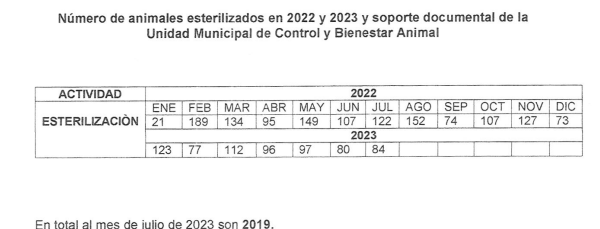 Número de animales esterilizados en 2022 y 2023 y soporte documental de la
Unidad Municipal de Control y Bienestar Animal
ACTIVIDAD 2022
ENE FEB MAR ABR MAY JUN JUL AGO SEP OCT NOV DIC
ESTERILIZACIÒN 21 189 134 95 149 107 122 152 74 107 127 73
2023
123 77 112 96 97 80 84
En total al mes de julio de 2023 son 2019.